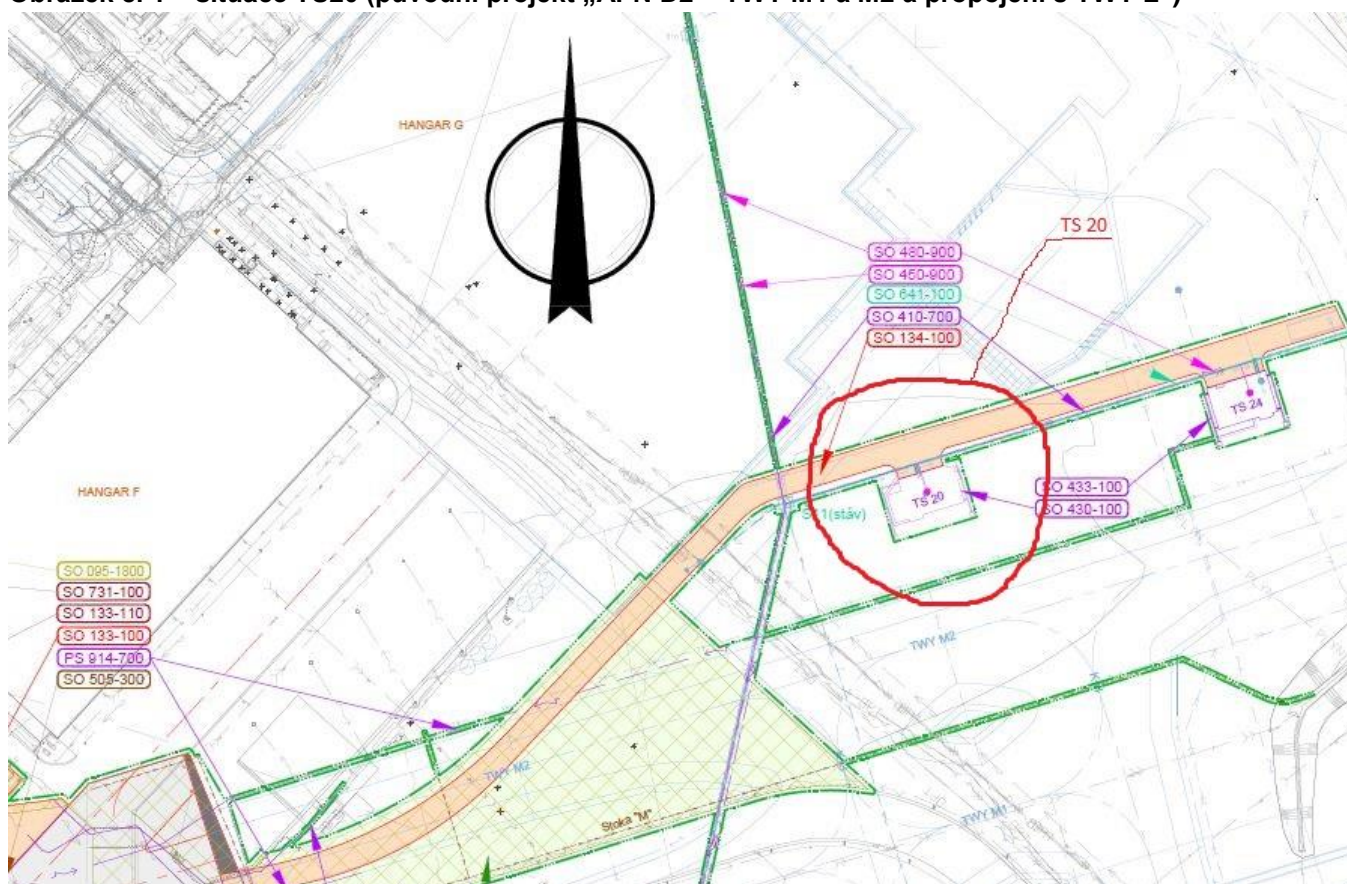 HANGAR G
TS 20
SO 480-900
SO 450-900
SO 641-100
SO 410-700
SO 134-100
TS 24
HANGAR F
TS 20
(stáv)
SO 433-100
SO 430-100
SO 095-1800
SO 731-100
SO 133-110
SO 133-100
PS 914-700
SO 505-300
TWY M2
TWY M2
Stoka "M"
TWY M1